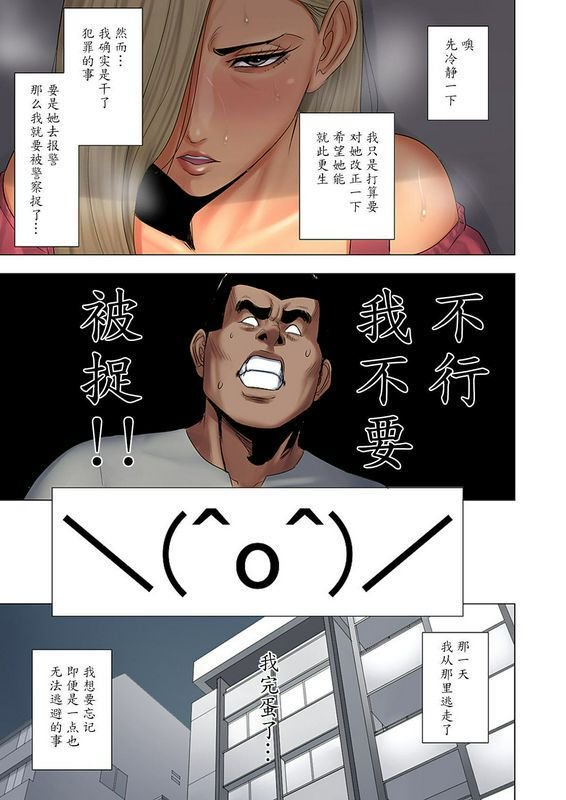 噢
先冷静一下
我只是打算要
对她改正一下
希望她能
就此更生
然而…
我确实是干了
犯罪的事
要是她去报警
那么我就要被警察捉了…
不行
我不要
被捉!!
＼(^o^)／
那一天
我从那里逃走了
我完蛋了…
我想要忘记
即便是一点也
无法逃避的事